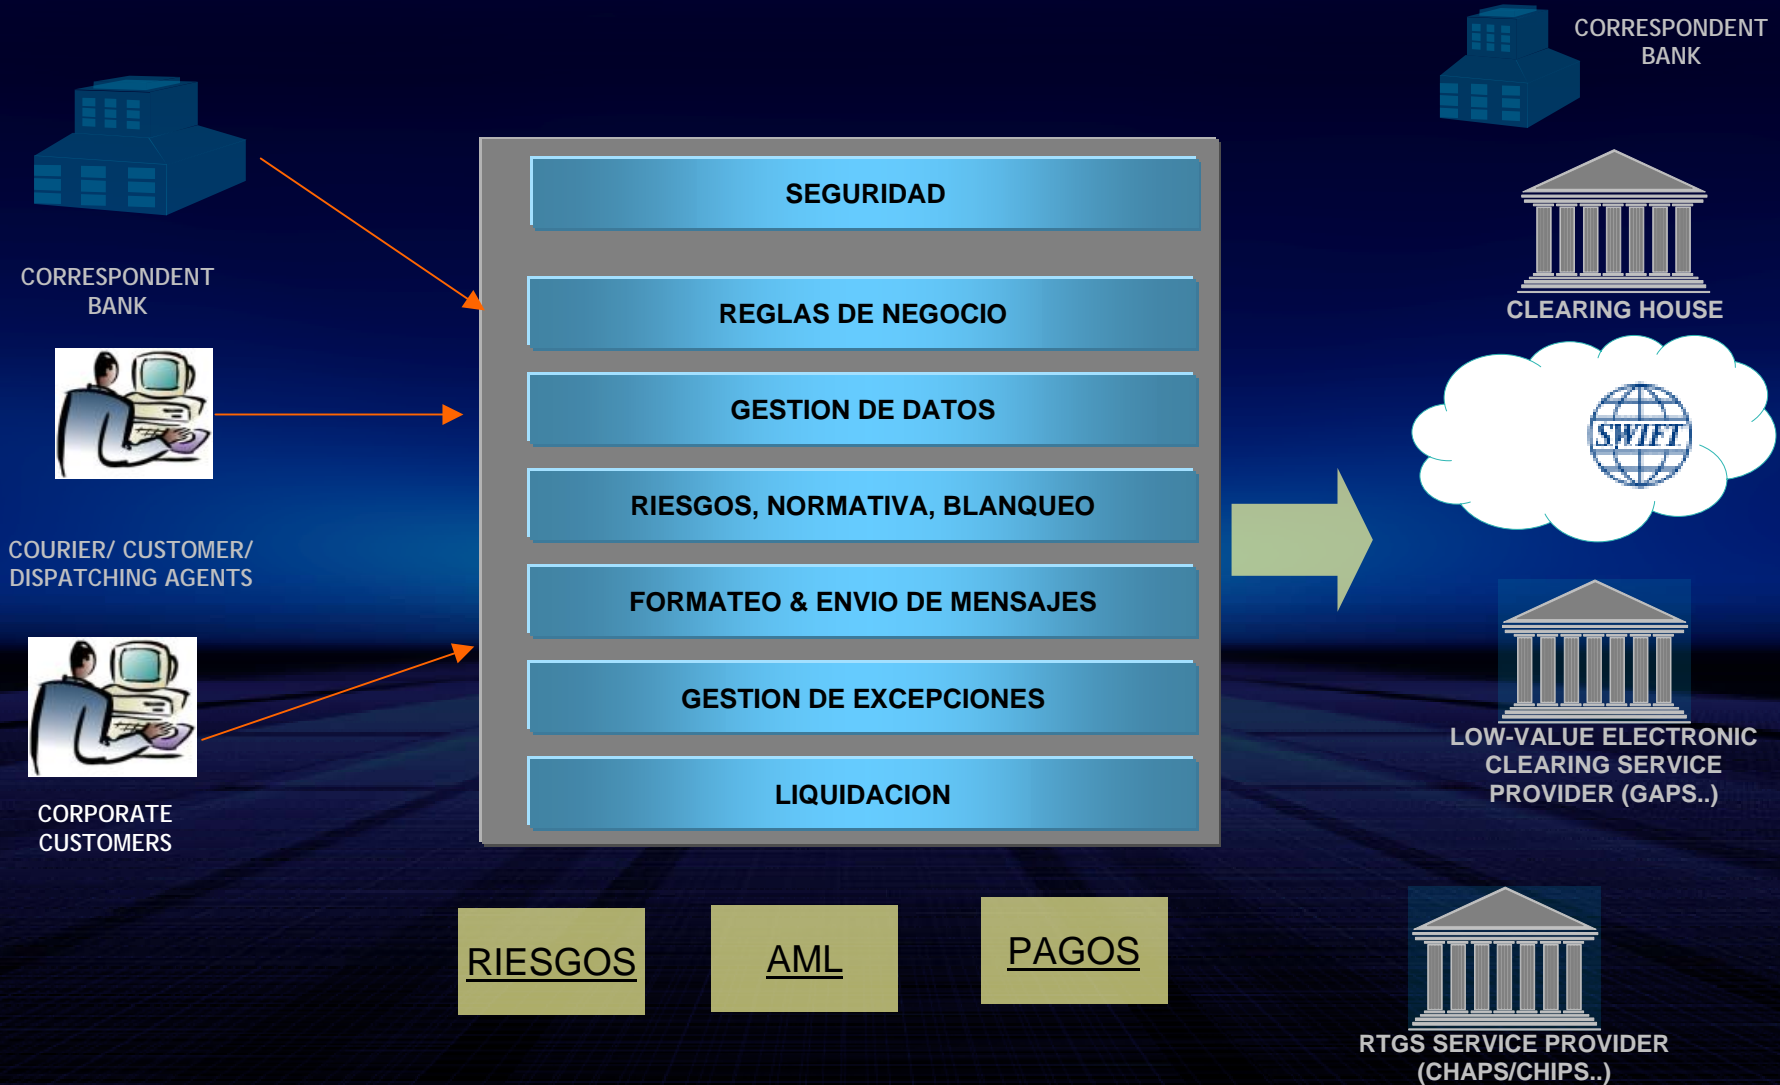 CORRESPONDENT
BANK
COURIER/ CUSTOMER/
DISPATCHING AGENTS
CORPORATE
CUSTOMERS
SEGURIDAD
REGLAS DE NEGOCIO
GESTION DE DATOS
RIESGOS, NORMATIVA, BLANQUEO
FORMATEO & ENVIO DE MENSAJES
GESTION DE EXCEPCIONES
LIQUIDACION
RIESGOS
AML
PAGOS
CORRESPONDENT
BANK
CLEARING HOUSE
SWIFT
LOW-VALUE ELECTRONIC
CLEARING SERVICE
PROVIDER (GAPS..)
RTGS SERVICE PROVIDER
(CHAPS/CHIPS..)